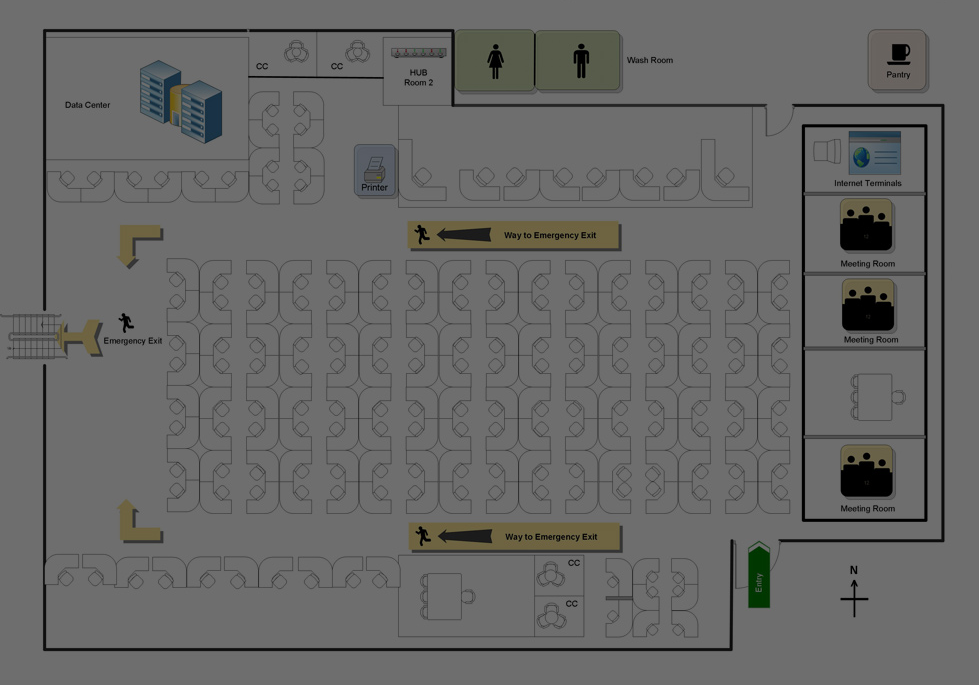 CC
CC
HUB
Room 2
Wash Room
Pantry
Data Center
Printer
Internet Terminals
Way to Emergency Exit
Meeting Room
Emergency Exit
Meeting Room
Meeting Room
Way to Emergency Exit
CC
CC
Entry
N